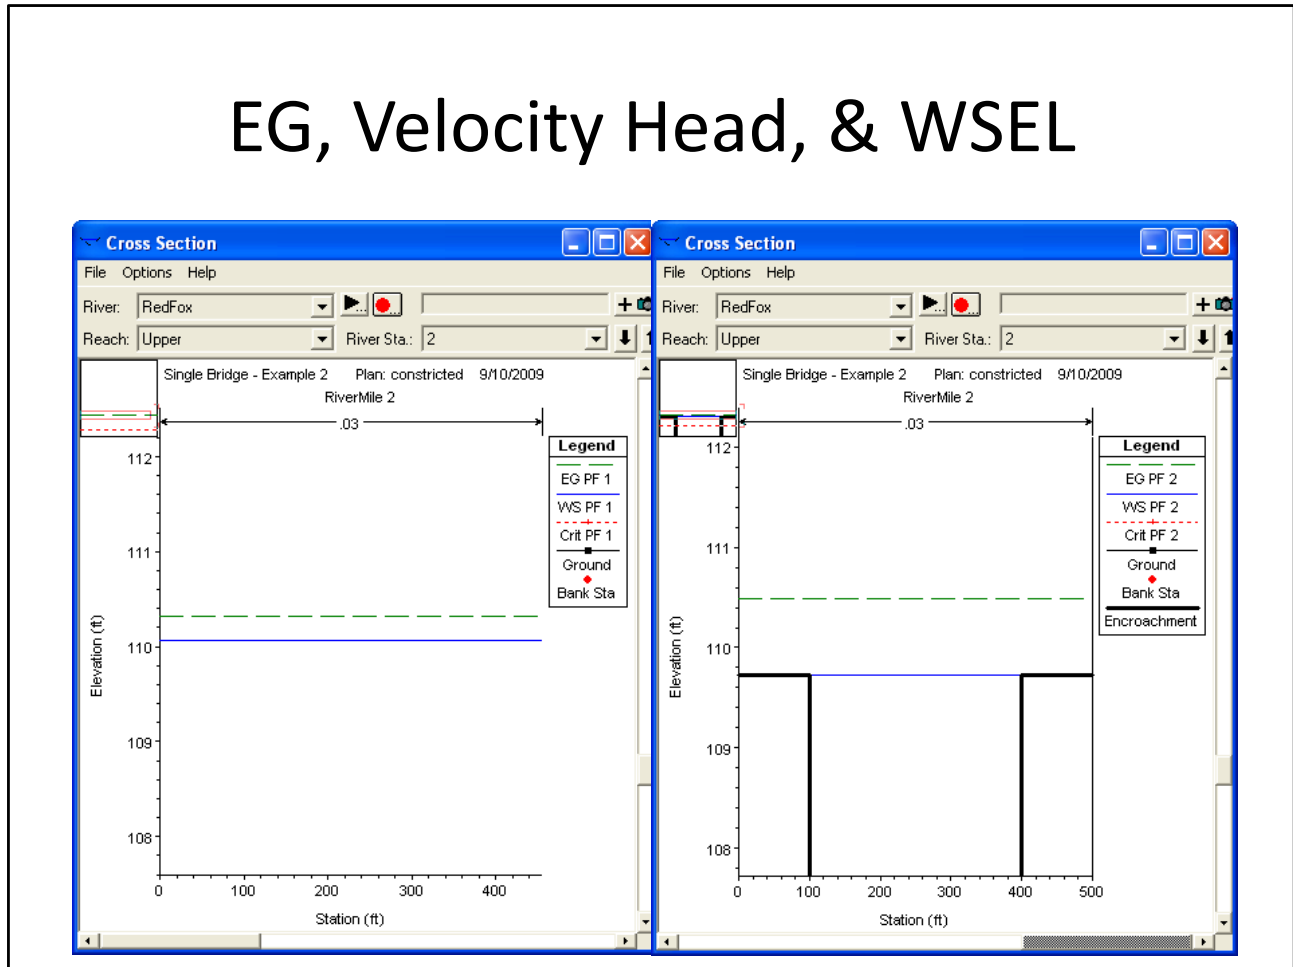 EG, Velocity Head, & WSEL
Cross Section
File Options Help
River: RedFox
Reach: Upper River Sta.: 2
Single Bridge - Example 2 Plan: constricted 9/10/2009
RiverMile 2
.03
Legend
EG PF 1
WS PF 1
Crit PF 1
Ground
Bank Sta
112
111
110
109
108
Elevation (ft)
0 100 200 300 400
Station (ft)
Cross Section
File Options Help
River: RedFox
Reach: Upper River Sta.: 2
Single Bridge - Example 2 Plan: constricted 9/10/2009
RiverMile 2
.03
Legend
EG PF 2
WS PF 2
Crit PF 2
Ground
Bank Sta
Encroachment
112
111
110
109
108
Elevation (ft)
0 100 200 300 400 500
Station (ft)